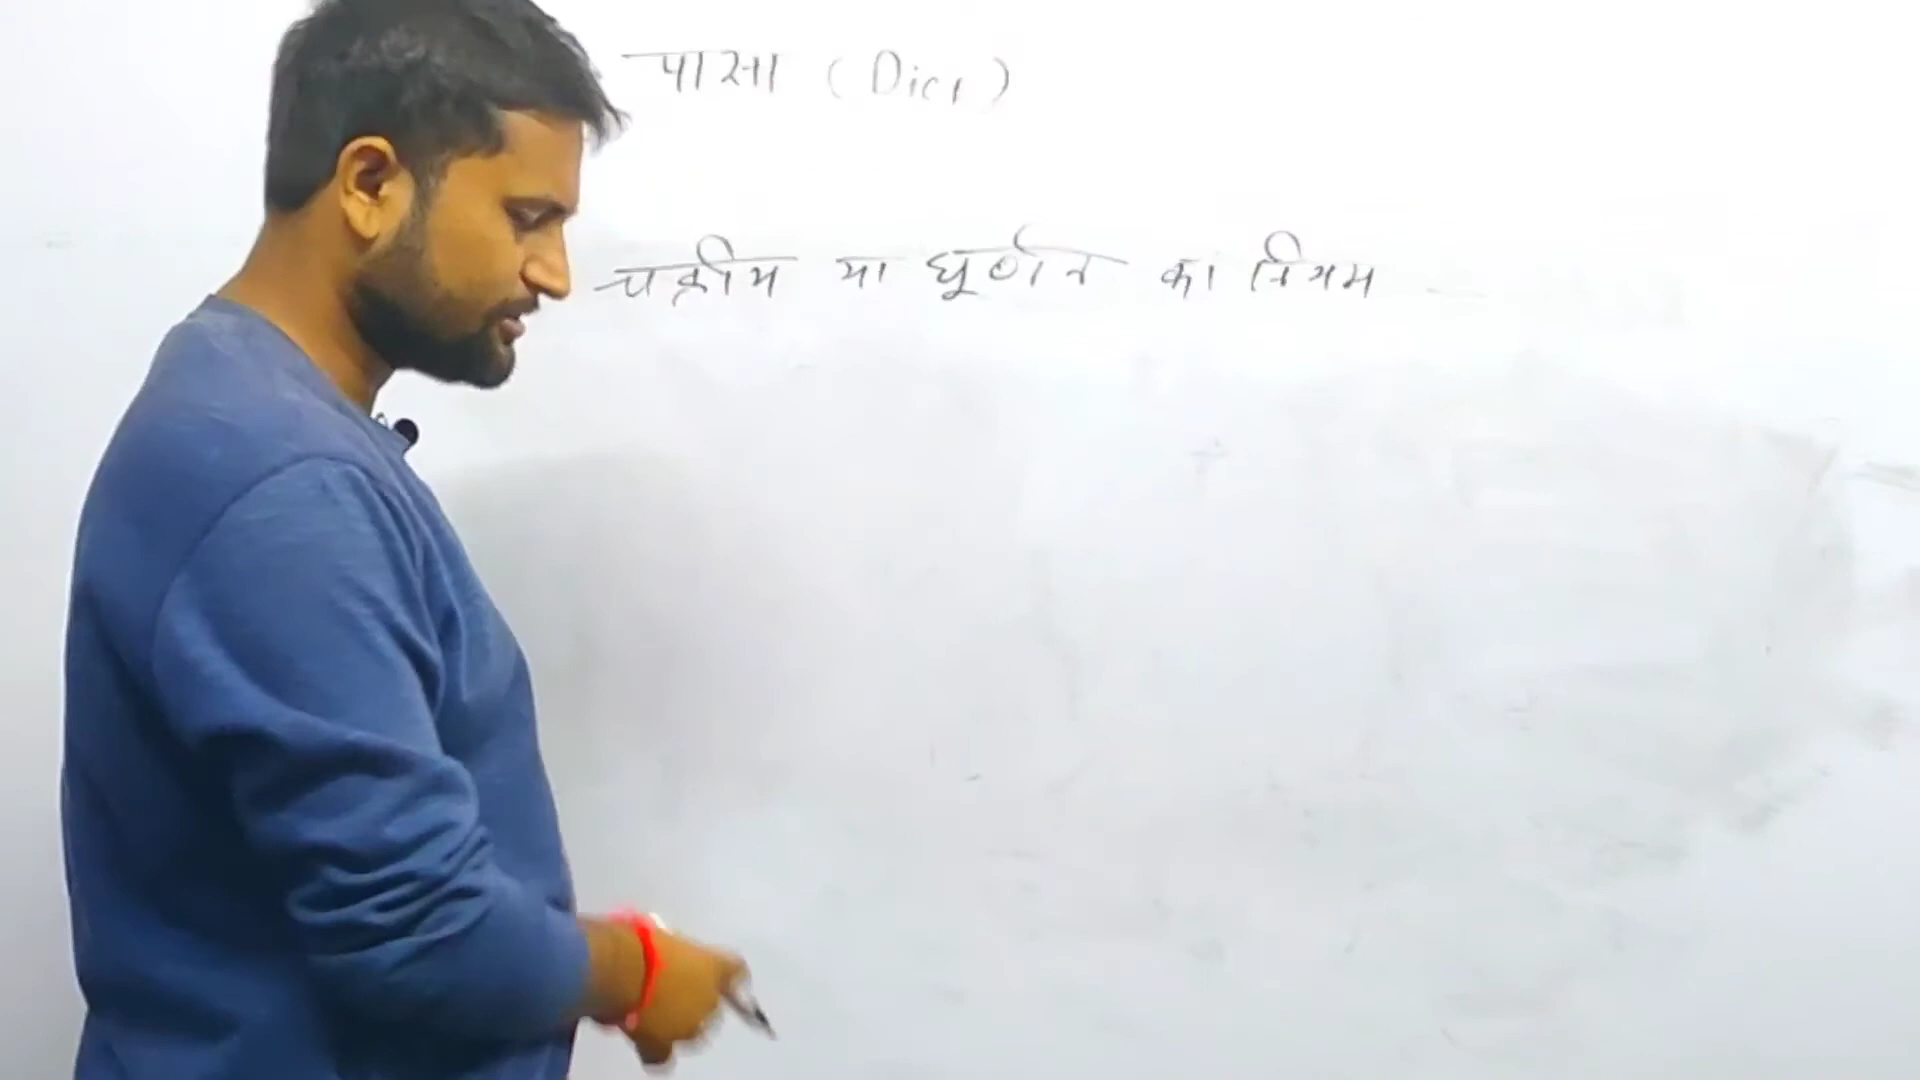 पासा (Dice)
चक्रीय या घूर्णन का नियम